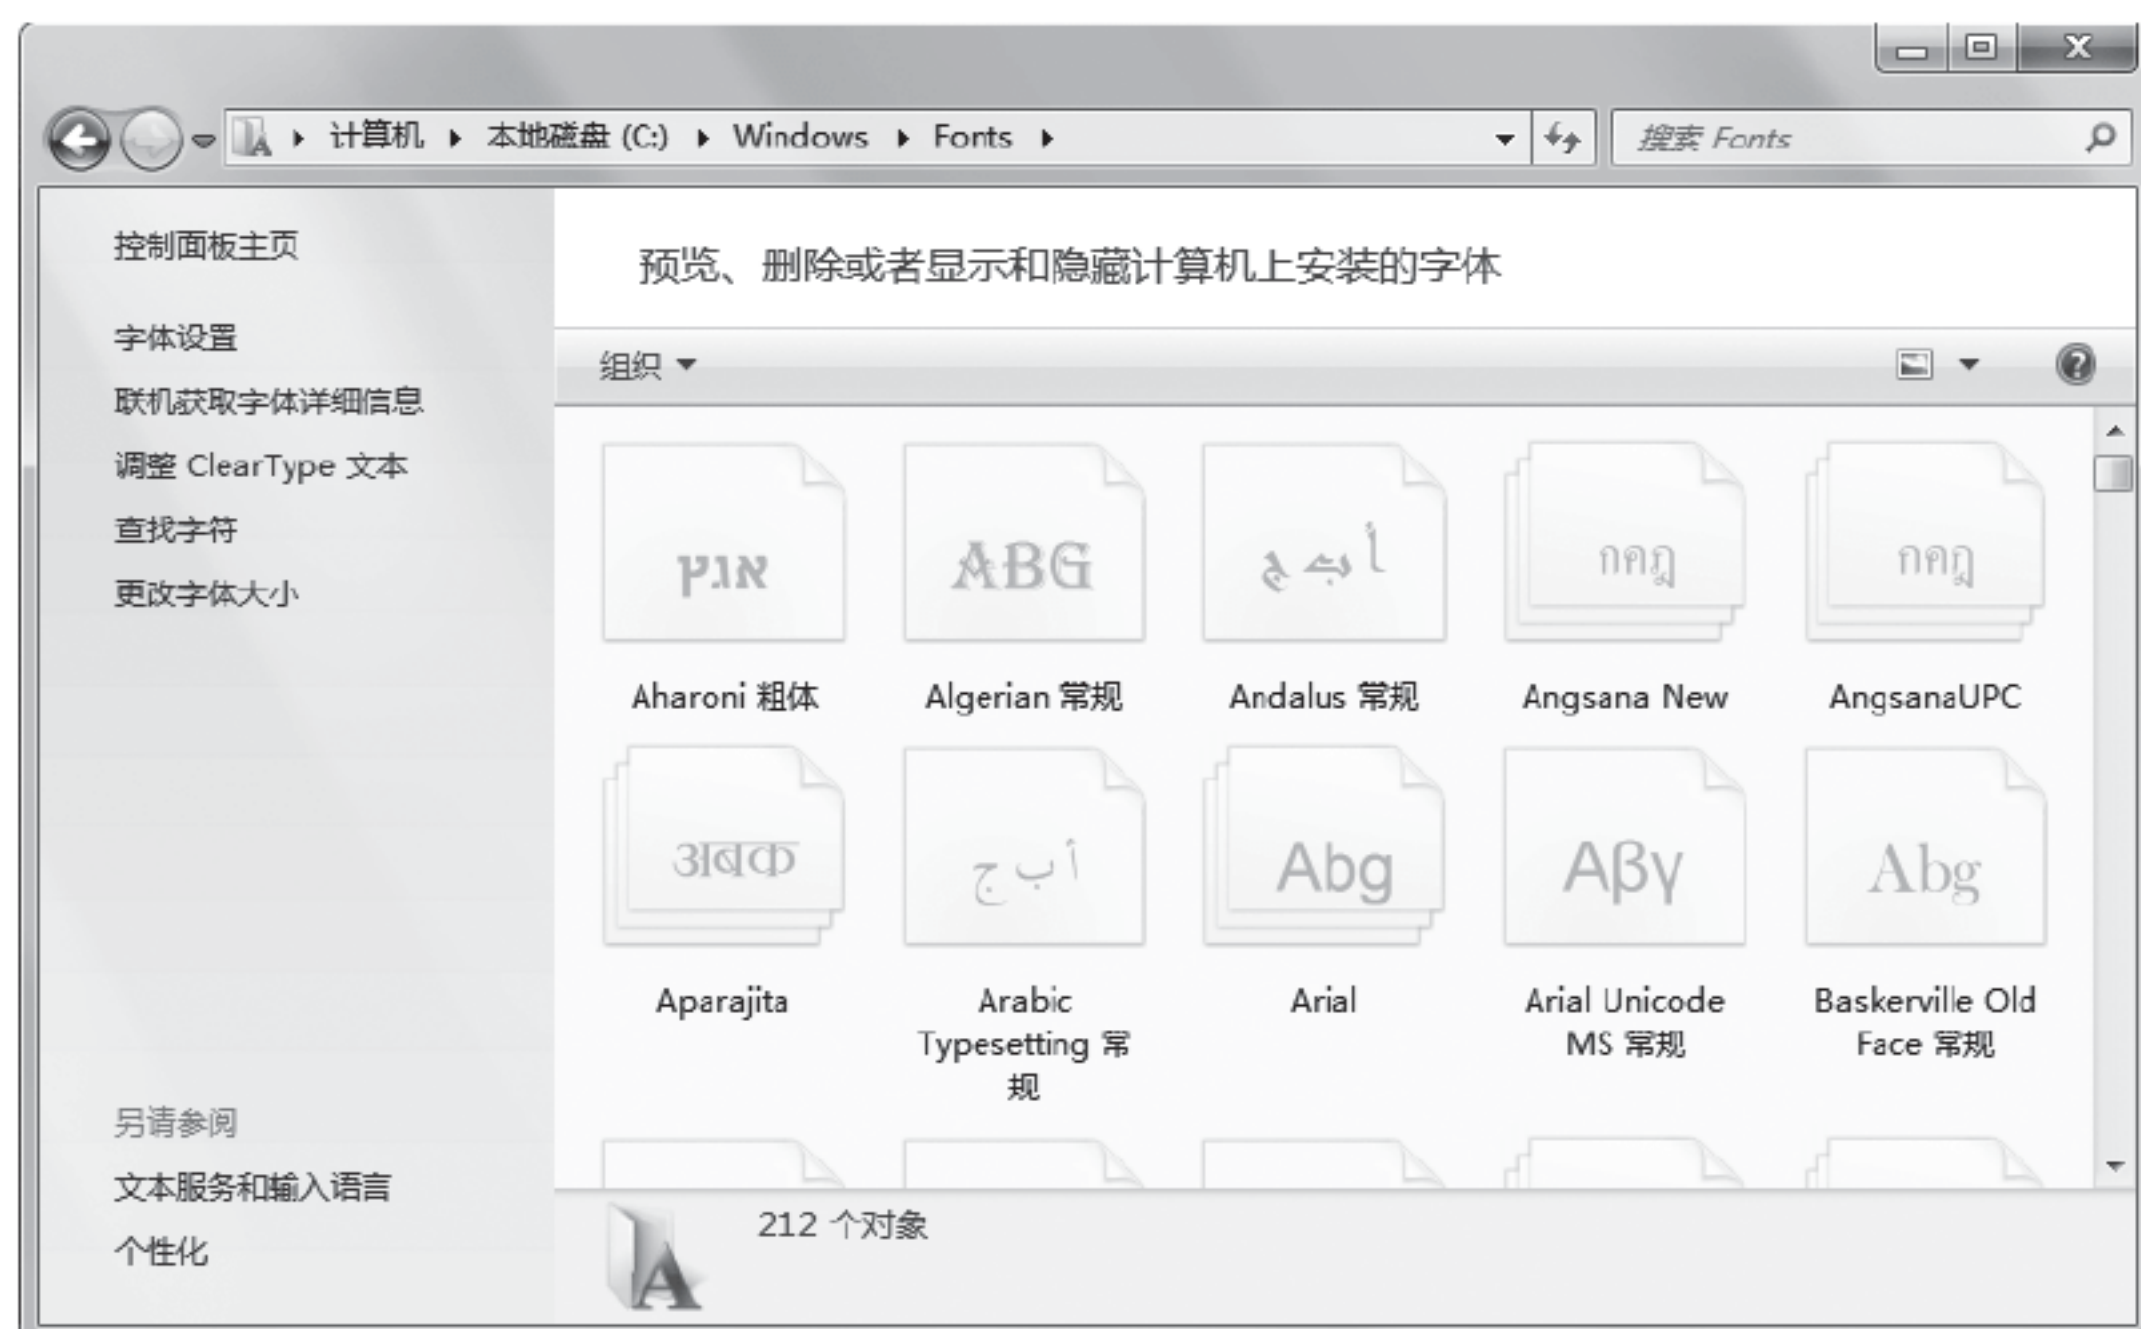 计算机 本地磁盘 (C:) Windows Fonts
搜索 Fonts
控制面板主页
字体设置
联机获取字体详细信息
调整 ClearType 文本
查找字符
更改字体大小
另请参阅
文本服务和输入语言
个性化
预览、删除或者显示和隐藏计算机上安装的字体
组织
אנץ
ABG
أ ب ج
กคฎ
กคฎ
Aharoni 粗体
Algerian 常规
Andalus 常规
Angsana New
AngsanaUPC
अबक
أ ب ج
Abg
Aβγ
Abg
Aparajita
Arabic
Typesetting 常
规
Arial
Arial Unicode
MS 常规
Baskerville Old
Face 常规
212 个对象